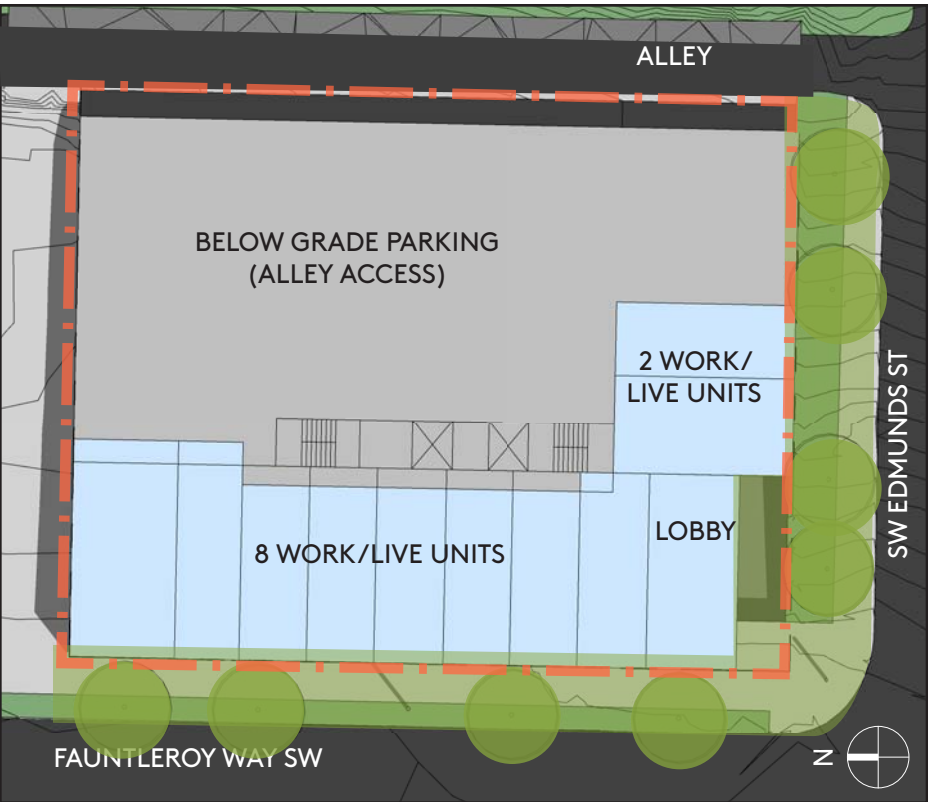 ALLEY
BELOW GRADE PARKING
(ALLEY ACCESS)
2 WORK/
LIVE UNITS
SW EDMUNDS ST
LOBBY
8 WORK/LIVE UNITS
FAUNTLEROY WAY SW
N